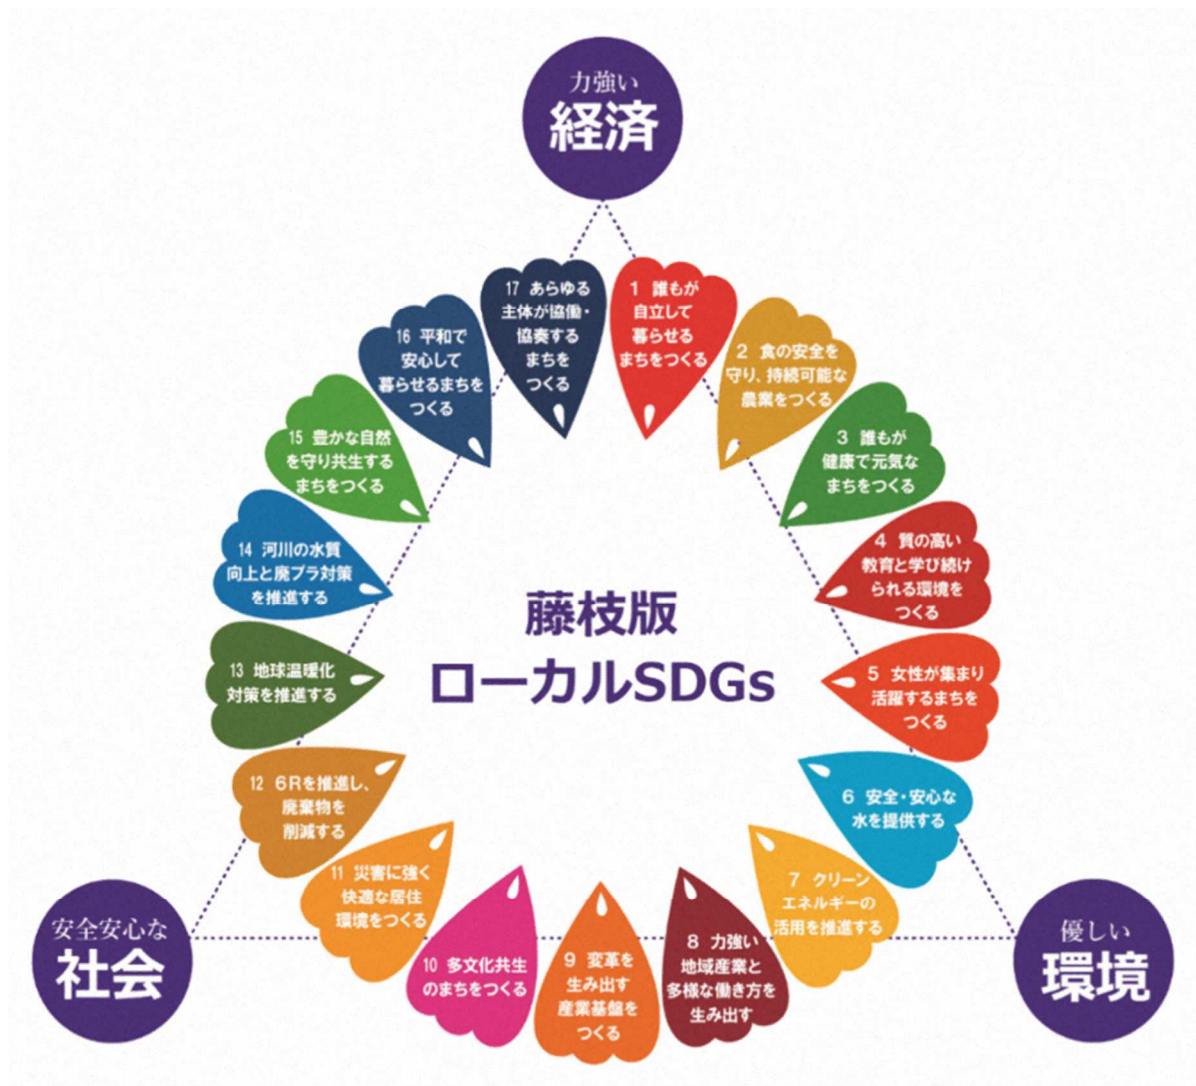 力強い
経済
17 あらゆる
主体が協働・
協奏する
まちを
つくる
1 誰もが
自立して
暮らせる
まちをつくる
2 食の安全を
守り、持続可能な
農業をつくる
3 誰もが
健康で元気な
まちをつくる
4 質の高い
教育と学び続け
られる環境を
つくる
5 女性が集まり
活躍するまちを
つくる
6 安全・安心な
水を提供する
7 クリーン
エネルギーの
活用を推進する
8 力強い
地域産業と
多様な働き方を
生み出す
9 変革を
生み出す
産業基盤を
つくる
10 多文化共生
のまちをつくる
11 災害に強く
快適な居住
環境をつくる
12 6Rを推進し、
廃棄物を
削減する
13 地球温暖化
対策を推進する
14 河川の水質
向上と廃プラ対策
を推進する
15 豊かな自然
を守り共生する
まちをつくる
16 平和で
安心して
暮らせるまちを
つくる
藤枝版
ローカルSDGs
安全安心な
社会
優しい
環境